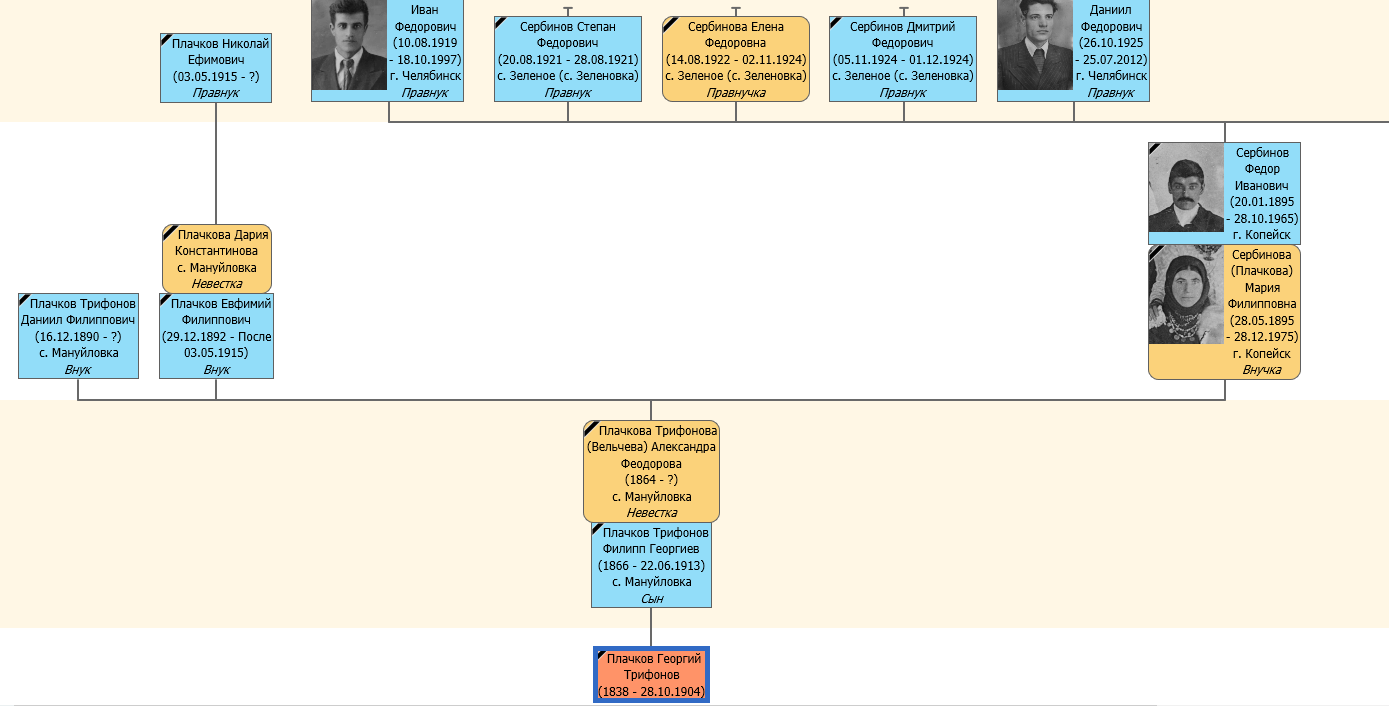 Плачков Николай
Ефимович
(03.05.1915 - ?)
Правнук
Иван
Федорович
(10.08.1919
- 18.10.1997)
г. Челябинск
Правнук
Сербинов Степан
Федорович
(20.08.1921 - 28.08.1921)
с. Зеленое (с. Зеленовка)
Правнук
Сербинова Елена
Федоровна
(14.08.1922 - 02.11.1924)
с. Зеленое (с. Зеленовка)
Правнучка
Сербинов Дмитрий
Федорович
(05.11.1924 - 01.12.1924)
с. Зеленое (с. Зеленовка)
Правнук
Даниил
Федорович
(26.10.1925
- 25.07.2012)
г. Челябинск
Правнук
Сербинов
Федор
Иванович
(20.01.1895
- 28.10.1965)
г. Копейск
Сербинова
(Плачкова)
Мария
Филипповна
(28.05.1895
- 28.12.1975)
г. Копейск
Внучка
Плачкова Дария
Константинова
с. Мануйловка
Невестка
Плачков Трифонов
Даниил Филиппович
(16.12.1890 - ?)
с. Мануйловка
Внук
Плачков Евфимий
Филиппович
(29.12.1892 - После
03.05.1915)
Внук
Плачкова Трифонова
(Вельчева) Александра
Феодорова
(1864 - ?)
с. Мануйловка
Невестка
Плачков Трифонов
Филипп Георгиев
(1866 - 22.06.1913)
с. Мануйловка
Сын
Плачков Георгий
Трифонов
(1838 - 28.10.1904)